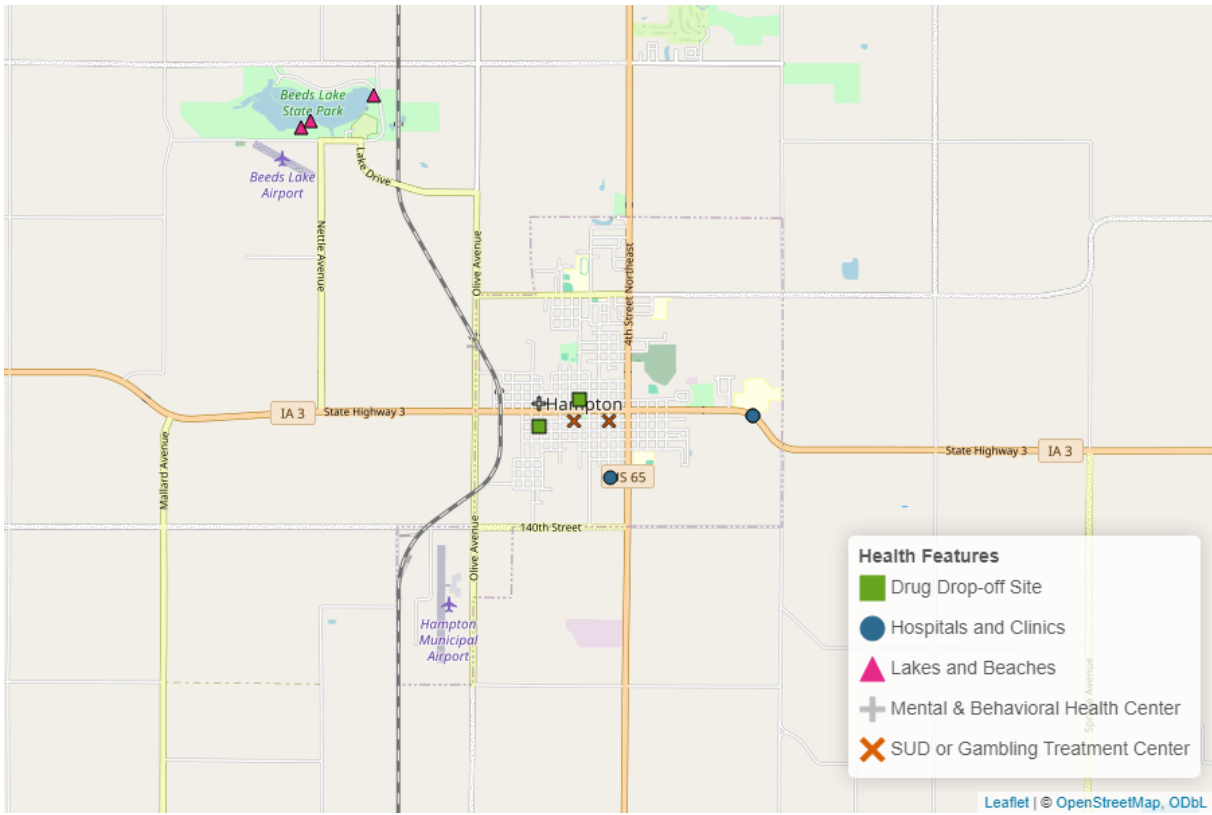 Beeds Lake
State Park
Beeds Lake
Airport
Lake Drive
Nettle Avenue
Olive Avenue
4th Street Northeast
Hampton
IA 3
State Highway 3
Mallard Avenue
State Highway 3
IA 3
US 65
140th Street
Olive Avenue
Hampton
Municipal
Airport
Health Features
Drug Drop-off Site
Hospitals and Clinics
Lakes and Beaches
Mental & Behavioral Health Center
SUD or Gambling Treatment Center
Leaflet | © OpenStreetMap, ODbL